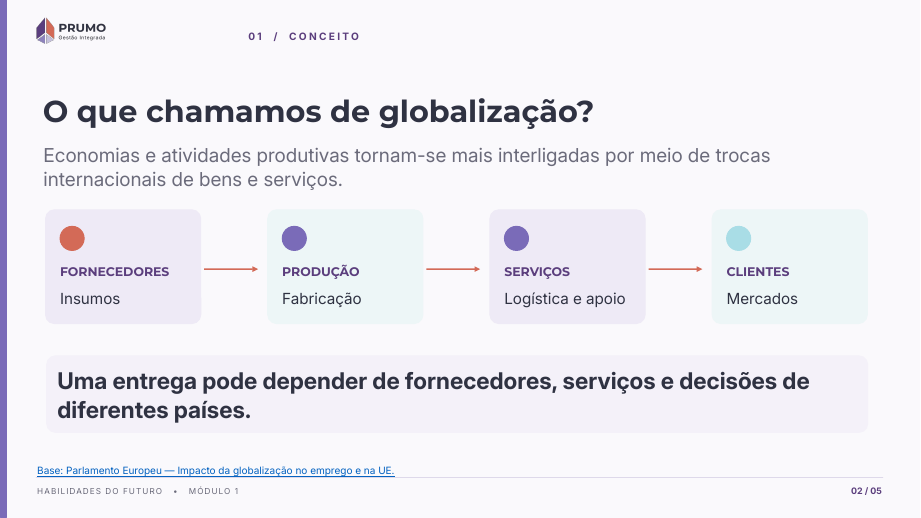 PRUMO
Gestão Integrada
01 / CONCEITO
O que chamamos de globalização?
Economias e atividades produtivas tornam-se mais interligadas por meio de trocas
internacionais de bens e serviços.
FORNECEDORES
Insumos
PRODUÇÃO
Fabricação
SERVIÇOS
Logística e apoio
CLIENTES
Mercados
Uma entrega pode depender de fornecedores, serviços e decisões de
diferentes países.
Base: Parlamento Europeu — Impacto da globalização no emprego e na UE.
HABILIDADES DO FUTURO • MÓDULO 1
02 / 05